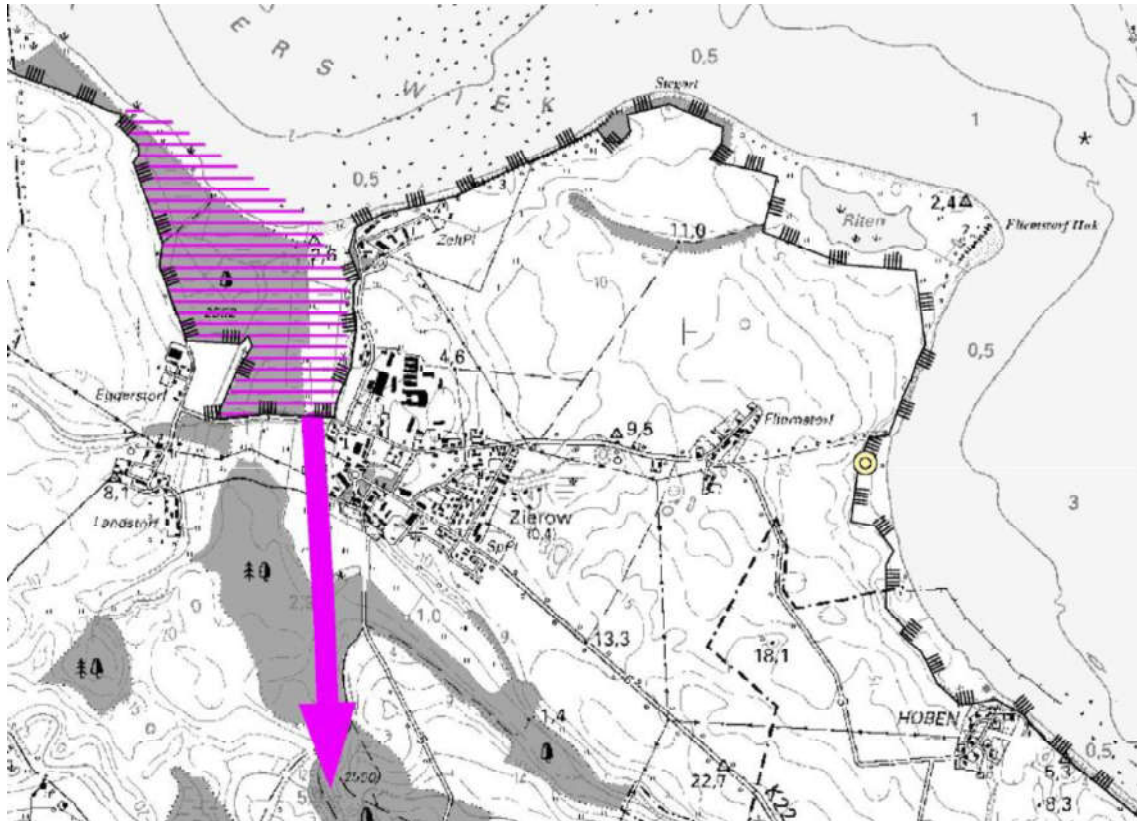 E R S
W I E K
0,5
0,5
1
0,5
3
ZeltPl
11,0
10
Riten
2,4
Fliemstorf Huk
0,5
4,6
Eggerstorf
Fliemstorf
9,5
8,1
Landstorf
Zierow
(0,4)
SpPl
3
1,0
13,3
18,1
1,4
HOBEN
0,5
22,7
K22
8,3